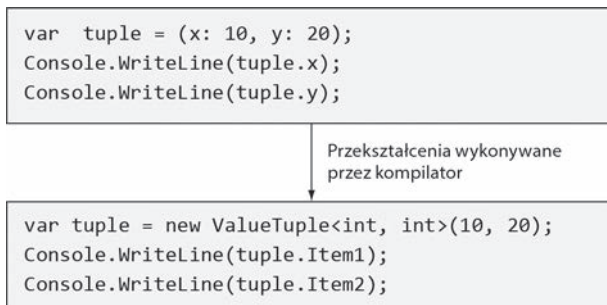 var  tuple = (x: 10, y: 20);
Console.WriteLine(tuple.x);
Console.WriteLine(tuple.y);
Przekształcenia wykonywane
przez kompilator
var tuple = new ValueTuple<int, int>(10, 20);
Console.WriteLine(tuple.Item1);
Console.WriteLine(tuple.Item2);